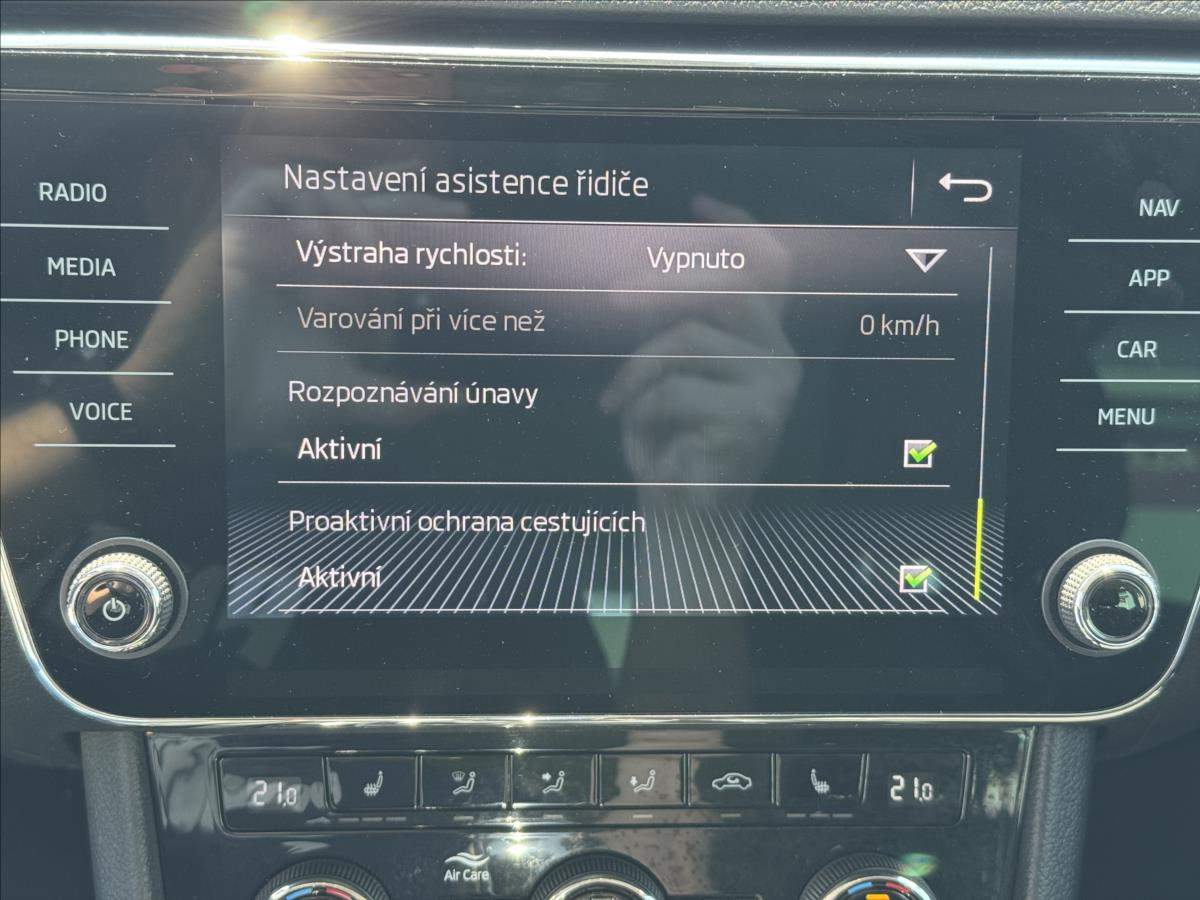 Nastavení asistence řidiče
RADIO
MEDIA
PHONE
VOICE
Výstraha rychlosti: Vypnuto
Varování při více než 0 km/h
Rozpoznávání únavy
Aktivní
Proaktivní ochrana cestujících
Aktivní
NAV
APP
CAR
MENU
21,0
21,0
Air Care